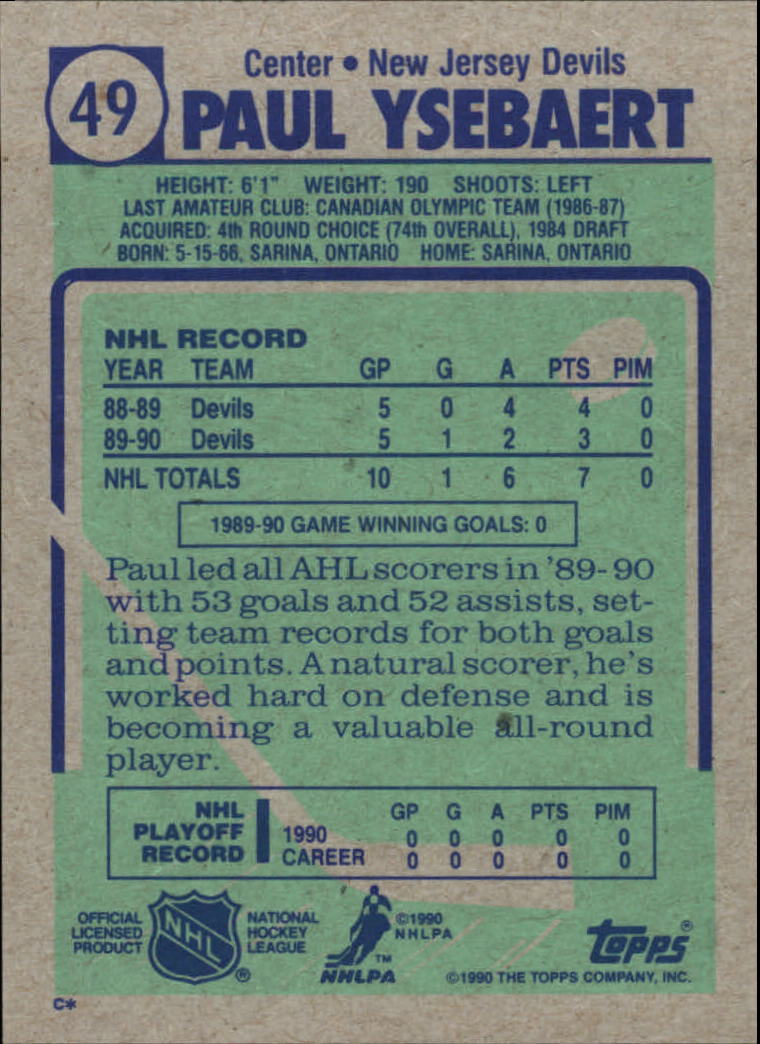 49
Center • New Jersey Devils
PAUL YSEBAERT
HEIGHT: 6'1" WEIGHT: 190 SHOOTS: LEFT
LAST AMATEUR CLUB: CANADIAN OLYMPIC TEAM (1986-87)
ACQUIRED: 4th ROUND CHOICE (74th OVERALL), 1984 DRAFT
BORN: 5-15-66, SARINA, ONTARIO HOME: SARINA, ONTARIO
NHL RECORD
YEAR TEAM GP G A PTS PIM
88-89 Devils 5 0 4 4 0
89-90 Devils 5 1 2 3 0
NHL TOTALS 10 1 6 7 0
1989-90 GAME WINNING GOALS: 0
Paul led all AHL scorers in '89-90
with 53 goals and 52 assists, set-
ting team records for both goals
and points. A natural scorer, he's
worked hard on defense and is
becoming a valuable all-round
player.
NHL PLAYOFF RECORD
GP G A PTS PIM
1990 0 0 0 0 0
CAREER 0 0 0 0 0
OFFICIAL
LICENSED
PRODUCT
NHL
®
NATIONAL
HOCKEY
LEAGUE
TM
NHLPA
©1990
NHLPA
topps®
©1990 THE TOPPS COMPANY, INC.
C*